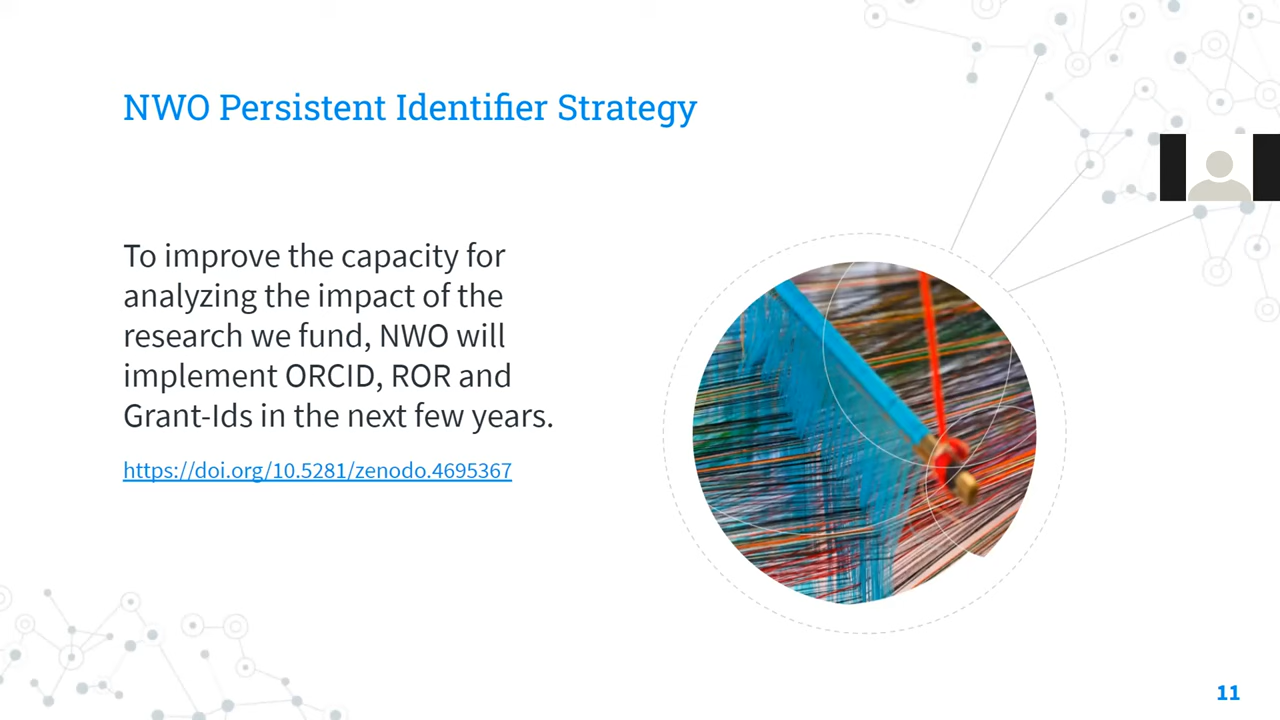 NWO Persistent Identifier Strategy
To improve the capacity for
analyzing the impact of the
research we fund, NWO will
implement ORCID, ROR and
Grant-Ids in the next few years.
https://doi.org/10.5281/zenodo.4695367
11